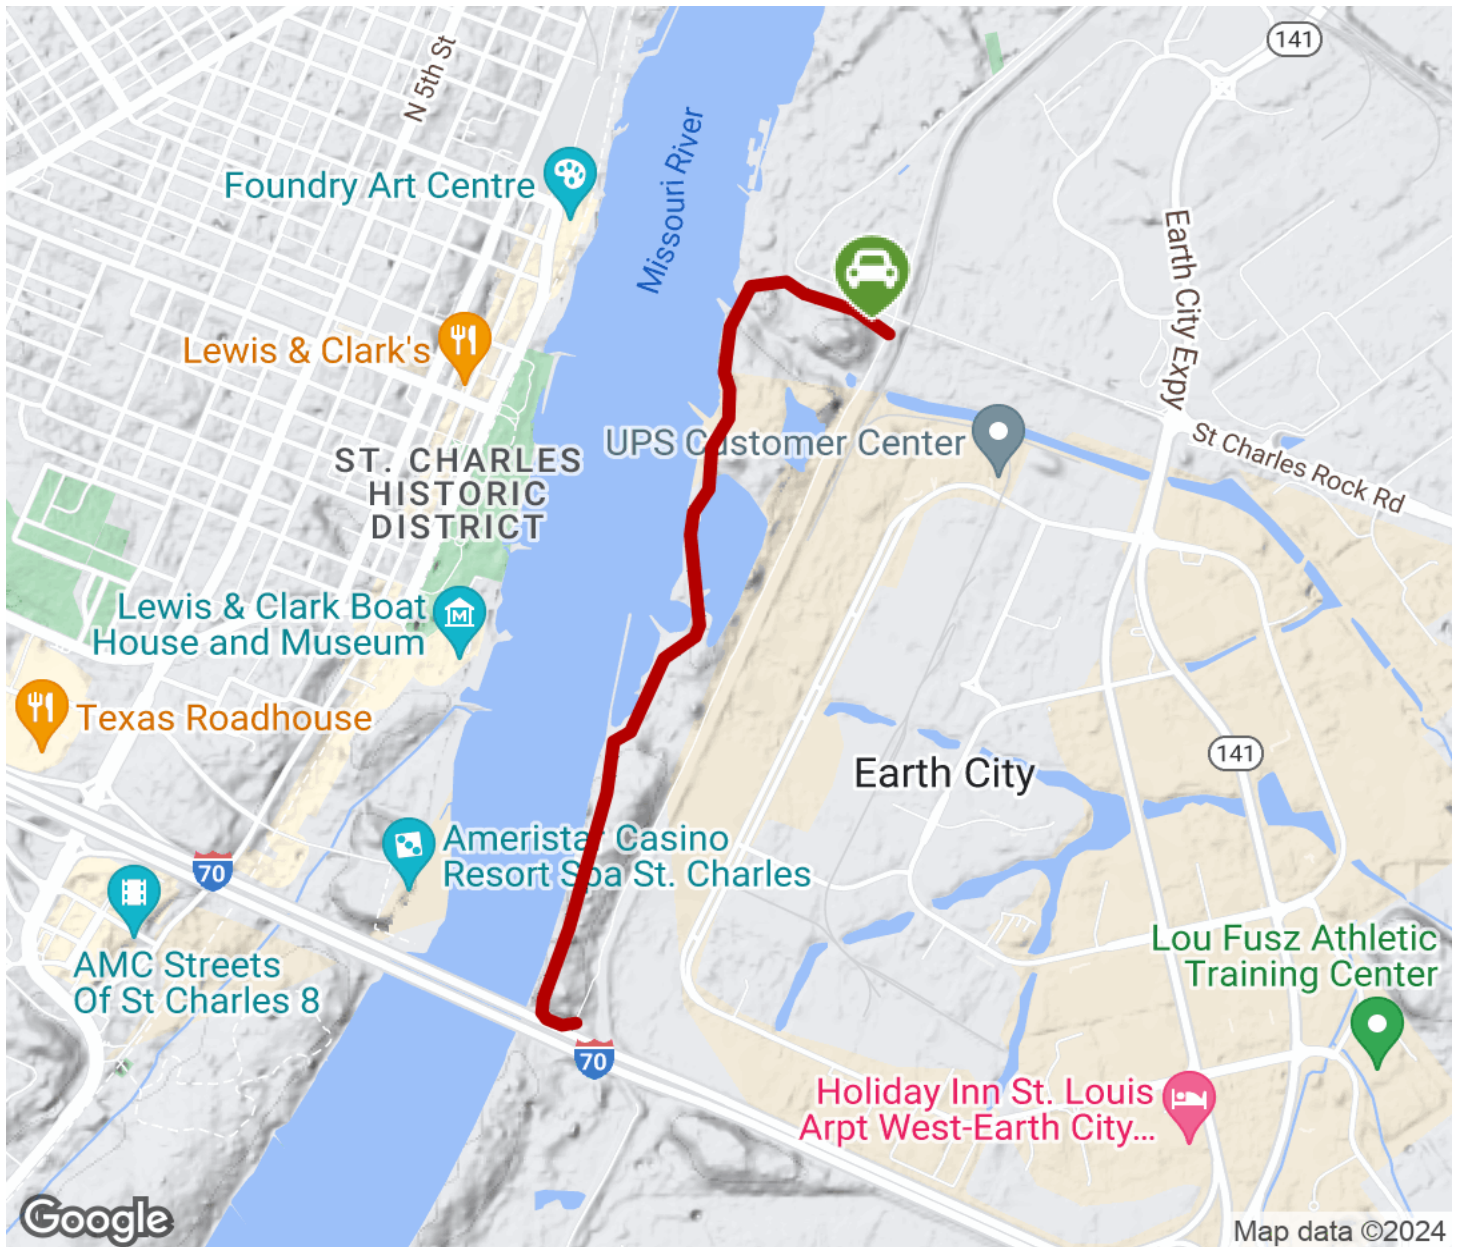 141
N 5th St
Foundry Art Centre
Missouri River
Earth City Expy
Lewis & Clark's
UPS Customer Center
St Charles Rock Rd
ST. CHARLES
HISTORIC
DISTRICT
Lewis & Clark Boat
House and Museum
Texas Roadhouse
141
Earth City
Ameristar Casino
Resort Spa St. Charles
70
Lou Fusz Athletic
Training Center
AMC Streets
Of St Charles 8
70
Holiday Inn St. Louis
Arpt West-Earth City...
Google
Map data ©2024